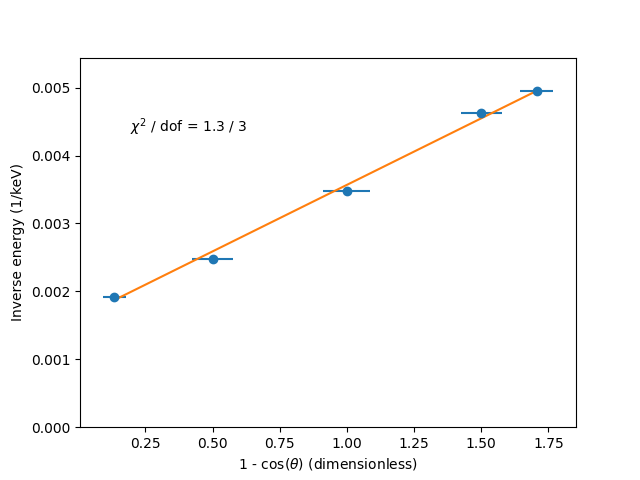 0.005
χ² / dof = 1.3 / 3
0.004
0.003
0.002
0.001
0.000
Inverse energy (1/keV)
0.25 0.50 0.75 1.00 1.25 1.50 1.75
1 - cos(θ) (dimensionless)